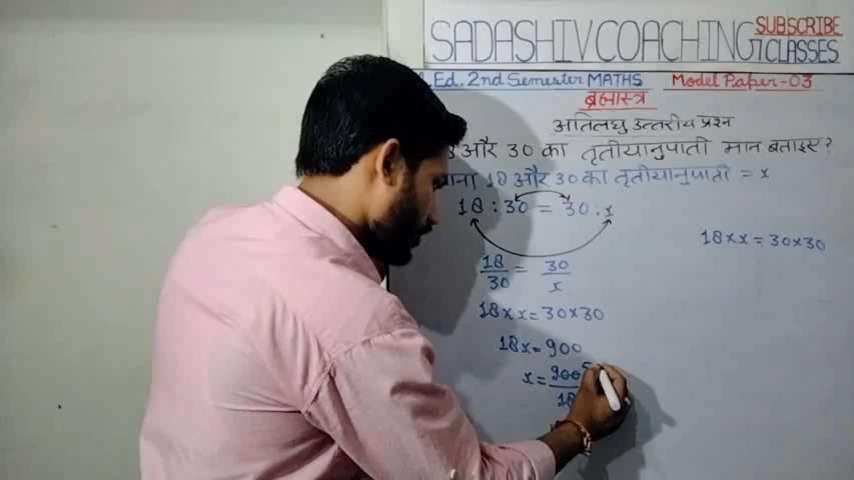 SADASHIV COACHING CLASSES
SUBSCRIBE
Ed. 2nd Semester MATHS Model Paper-03
ब्रह्मास्त्र
अतिलघु उत्तरीय प्रश्न
और 30 का तृतीयानुपाती मान बताइए?
माना 18 और 30 का तृतीयानुपाती = x
18 : 30 = 30 : x
18/30 = 30/x
18 × x = 30 × 30
18x = 900
x = 900/18
18 × x = 30 × 30